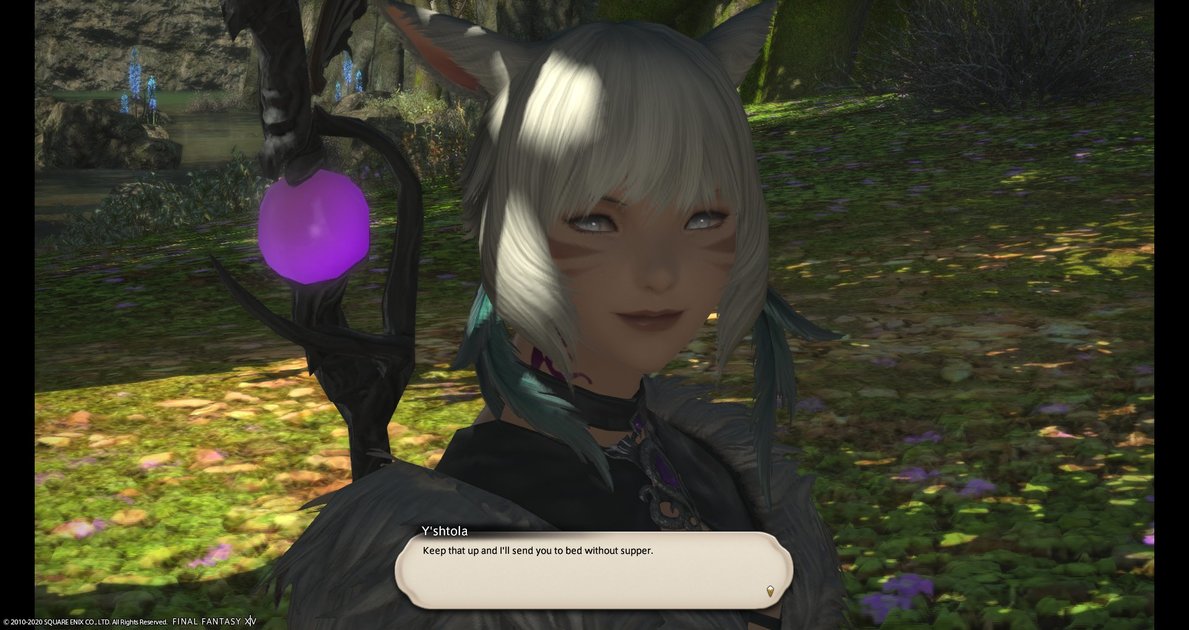 Y'shtola
Keep that up and I'll send you to bed without supper.
© 2010-2020 SQUARE ENIX CO., LTD. All Rights Reserved. FINAL FANTASY XIV